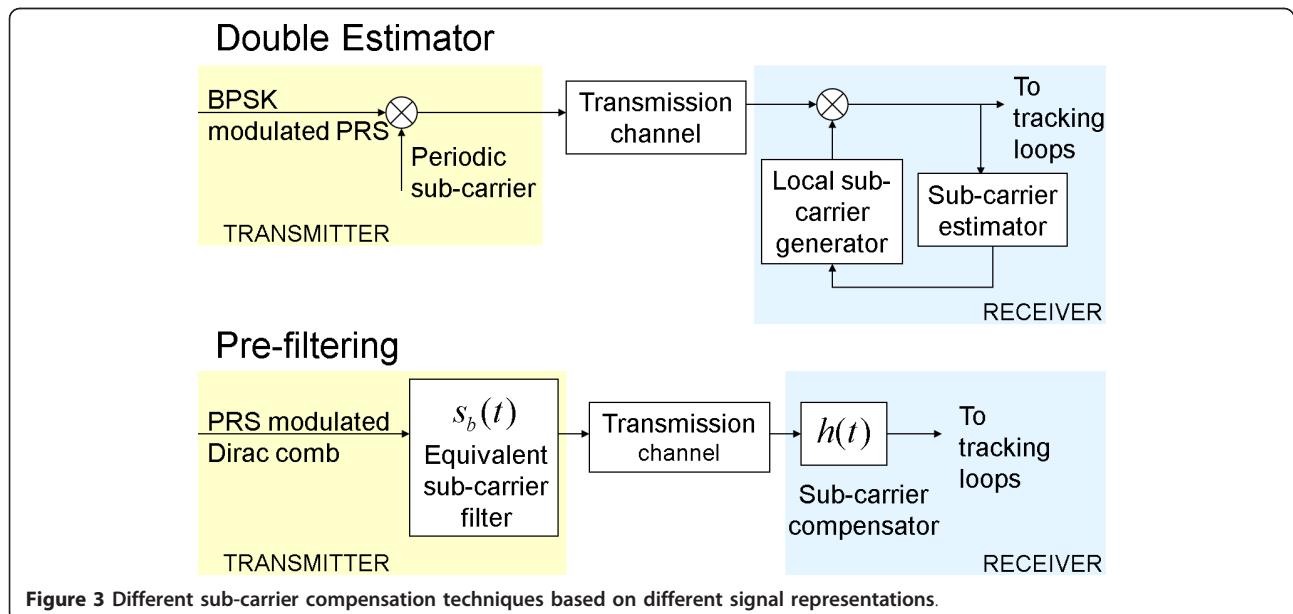 Double Estimator
BPSK
modulated PRS
Periodic
sub-carrier
TRANSMITTER
Transmission
channel
Local sub-
carrier
generator
Sub-carrier
estimator
To
tracking
loops
RECEIVER
Pre-filtering
PRS modulated
Dirac comb
s_b(t)
Equivalent
sub-carrier
filter
TRANSMITTER
Transmission
channel
h(t)
Sub-carrier
compensator
To
tracking
loops
RECEIVER
Figure 3 Different sub-carrier compensation techniques based on different signal representations.